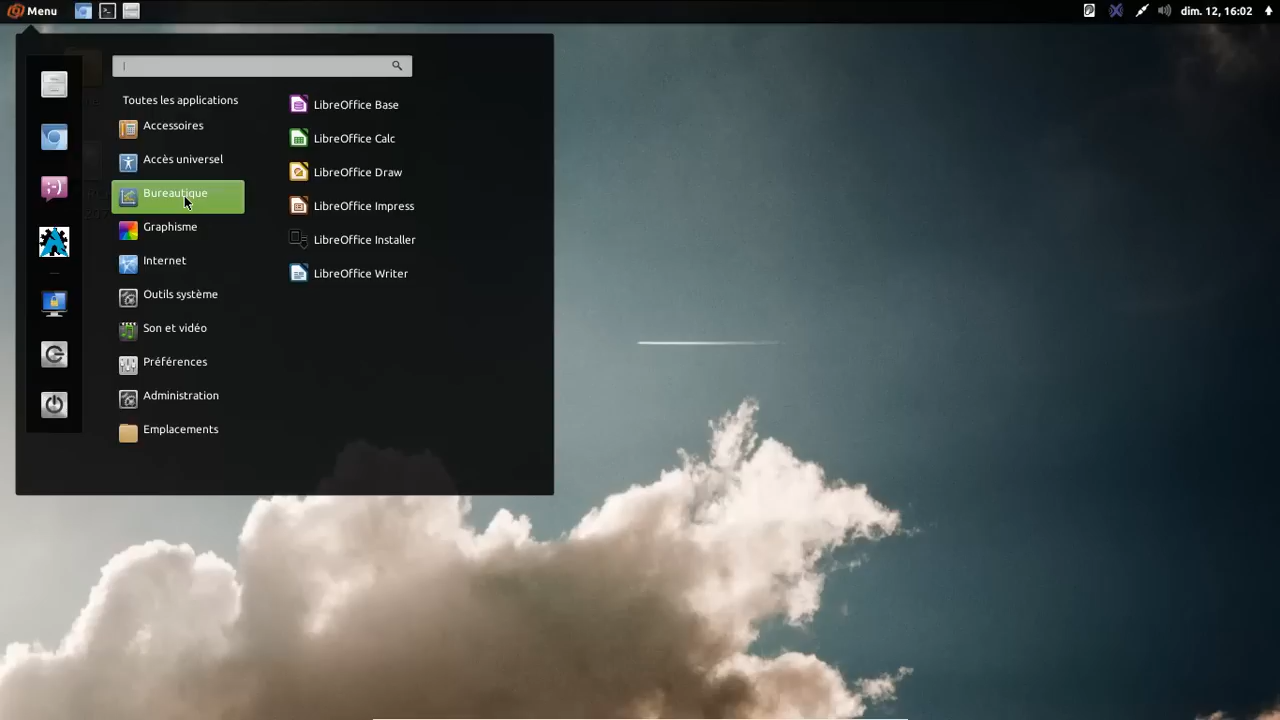 Menu
dim. 12, 16:02
Toutes les applications
Accessoires
Accès universel
Bureautique
Graphisme
Internet
Outils système
Son et vidéo
Préférences
Administration
Emplacements
LibreOffice Base
LibreOffice Calc
LibreOffice Draw
LibreOffice Impress
LibreOffice Installer
LibreOffice Writer